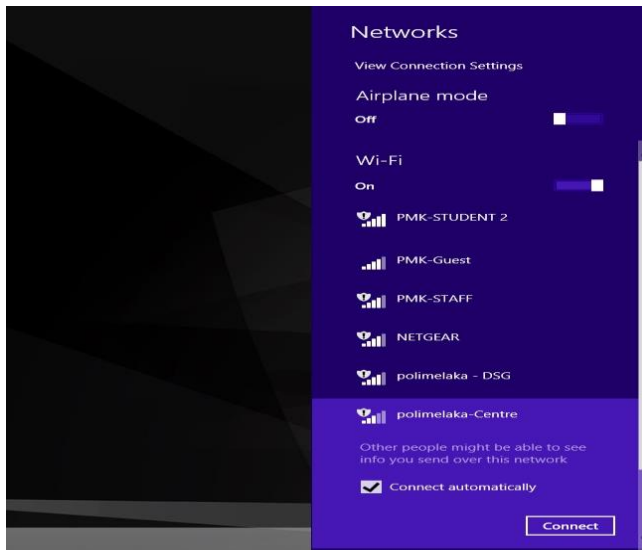 Networks
View Connection Settings
Airplane mode
Off
Wi-Fi
On
PMK-STUDENT 2
PMK-Guest
PMK-STAFF
NETGEAR
polimelaka - DSG
polimelaka-Centre
Other people might be able to see
info you send over this network
Connect automatically
Connect